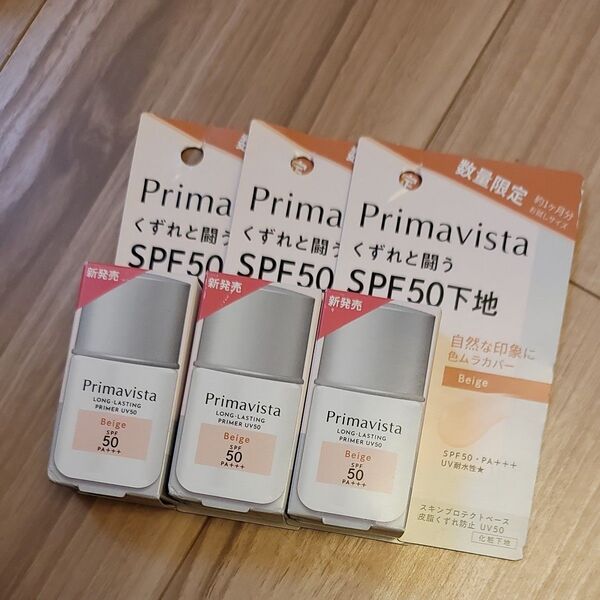 Prima
くずれと闘う
SPF50
Prima
くずれと闘う
SPF50
数量限定
約1ヶ月分
お試しサイズ
Primavista
くずれと闘う
SPF50下地
自然な印象に
色ムラカバー
Beige
SPF50・PA+++
UV耐水性★
スキンプロテクトベース
皮脂くずれ防止 UV50
化粧下地
新発売
Primavista
LONG-LASTING
PRIMER UV50
Beige
SPF
50
PA+++
新発売
Primavista
LONG-LASTING
PRIMER UV50
Beige
SPF
50
PA+++
新発売
Primavista
LONG-LASTING
PRIMER UV50
Beige
SPF
50
PA+++